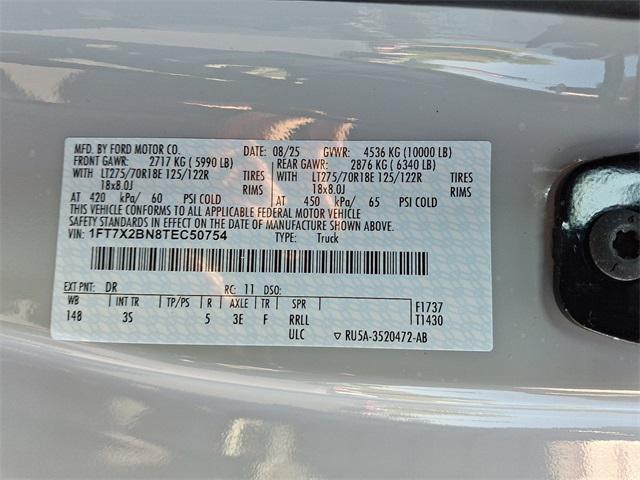 MFD. BY FORD MOTOR CO. DATE: 08/25 GVWR: 4536 KG (10000 LB)
FRONT GAWR: 2717 KG (5990 LB) REAR GAWR: 2876 KG (6340 LB)
WITH LT275/70R18E 125/122R TIRES WITH LT275/70R18E 125/122R TIRES
18x8.0J RIMS 18x8.0J RIMS
AT 420 kPa/ 60 PSI COLD AT 450 kPa/ 65 PSI COLD
THIS VEHICLE CONFORMS TO ALL APPLICABLE FEDERAL MOTOR VEHICLE
SAFETY STANDARDS IN EFFECT ON THE DATE OF MANUFACTURE SHOWN ABOVE.
VIN: 1FT7X2BN8TEC50754 TYPE: Truck
EXT PNT: DR RC: 11 DSO:
WB INT TR TP/PS R AXLE TR SPR F1737
148 3S 5 3E F RRLL T1430
ULC RU5A-3520472-AB